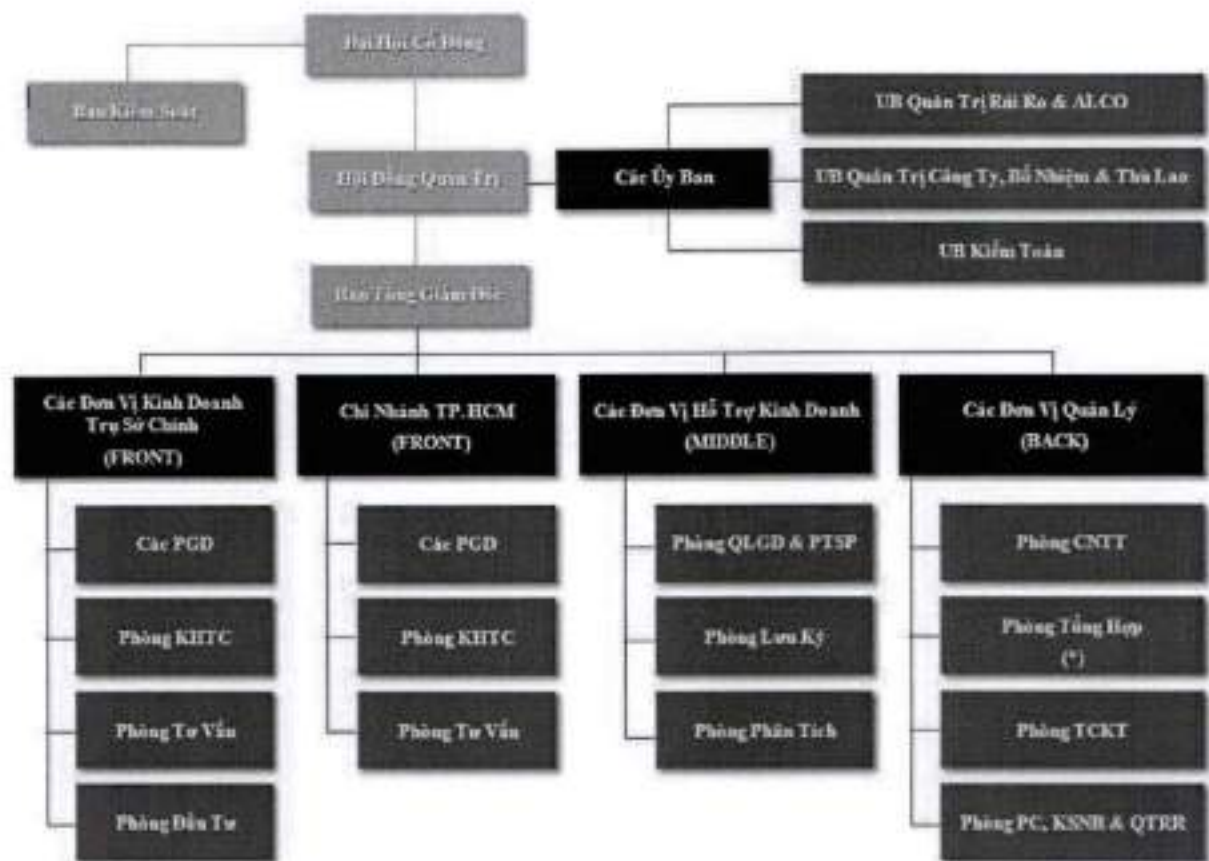 Đại Hội Cổ Đông
Ban Kiểm Soát
UB Quản Trị Rủi Ro & ALCO
Hội Đồng Quản Trị
Các Ủy Ban
UB Quản Trị Công Ty, Bổ Nhiệm & Thù Lao
UB Kiểm Toán
Ban Tổng Giám Đốc
Các Đơn Vị Kinh Doanh
Trụ Sở Chính
(FRONT)
Chi Nhánh TP. HCM
(FRONT)
Các Đơn Vị Hỗ Trợ Kinh Doanh
(MIDDLE)
Các Đơn Vị Quản Lý
(BACK)
Các PGD
Các PGD
Phòng QLGD & PTSP
Phòng CNTT
Phòng KHTC
Phòng KHTC
Phòng Lưu Ký
Phòng Tổng Hợp
(*)
Phòng Tư Vấn
Phòng Tư Vấn
Phòng Phân Tích
Phòng TCKT
Phòng Đầu Tư
Phòng PC, KSNB & QTRR